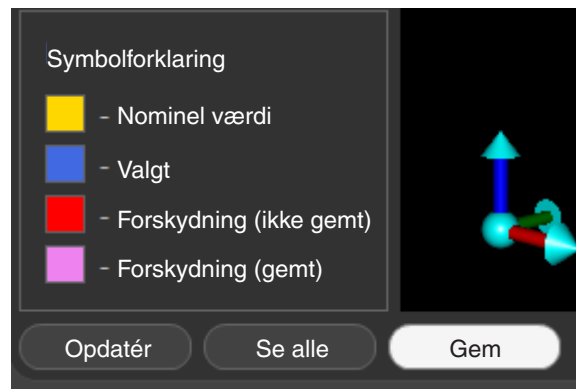 Symbolforklaring
- Nominel værdi
- Valgt
- Forskydning (ikke gemt)
- Forskydning (gemt)
Opdatér Se alle Gem